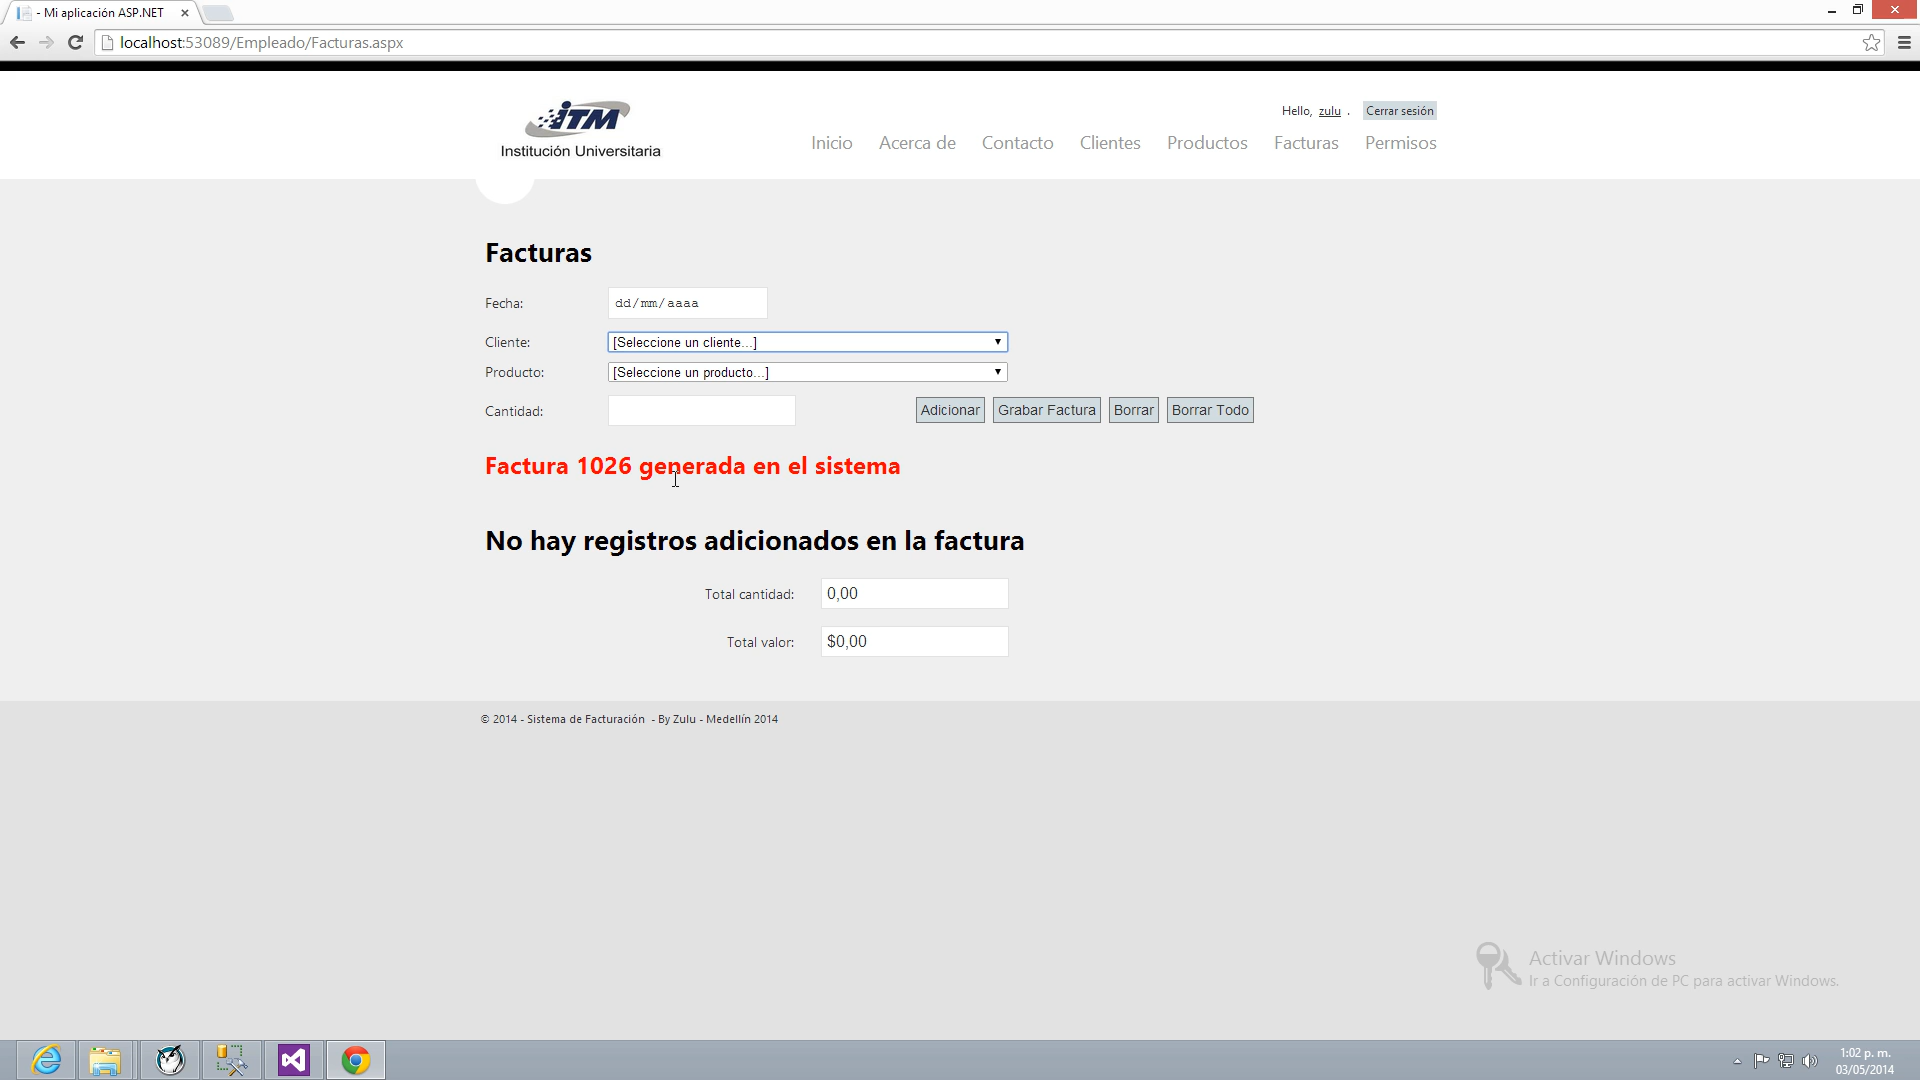 - Mi aplicación ASP.NET
localhost:53089/Empleado/Facturas.aspx
iTM
Institución Universitaria
Hello, zulu . Cerrar sesión
Inicio Acerca de Contacto Clientes Productos Facturas Permisos
Facturas
Fecha: dd/mm/aaaa
Cliente: [Seleccione un cliente...]
Producto: [Seleccione un producto...]
Cantidad: Adicionar Grabar Factura Borrar Borrar Todo
Factura 1026 generada en el sistema
No hay registros adicionados en la factura
Total cantidad: 0,00
Total valor: $0,00
© 2014 - Sistema de Facturación - By Zulu - Medellín 2014
Activar Windows
Ir a Configuración de PC para activar Windows.
1:02 p. m.
03/05/2014